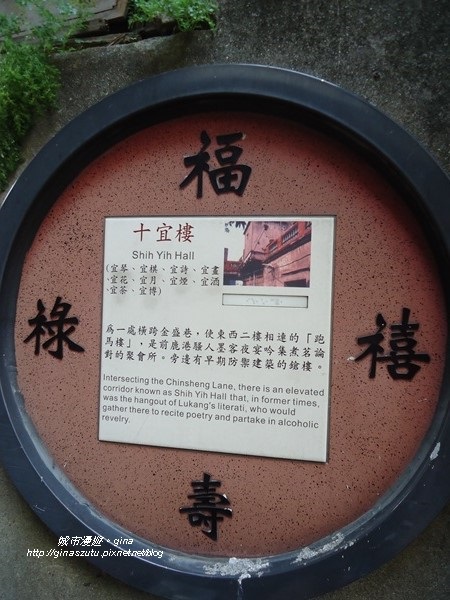 福
十宜樓
Shih Yih Hall
(宜琴、宜棋、宜詩、宜畫
宜花、宜月、宜煙、宜酒
宜茶、宜博)
祿
禧
為一處橫跨金盛巷，使東西二樓相連的「跑
馬樓」，是前鹿港騷人墨客夜宴吟集煮茗論
對的聚會所。旁邊有早期防禦建築的鎗樓。
Intersecting the Chinsheng Lane, there is an elevated
corridor known as Shih Yih Hall that, in former times,
was the hangout of Lukang's literati, who would
gather there to recite poetry and partake in alcoholic
revelry.
壽
城市漫遊·gina
http://ginaszutu.pixnet.net/blog